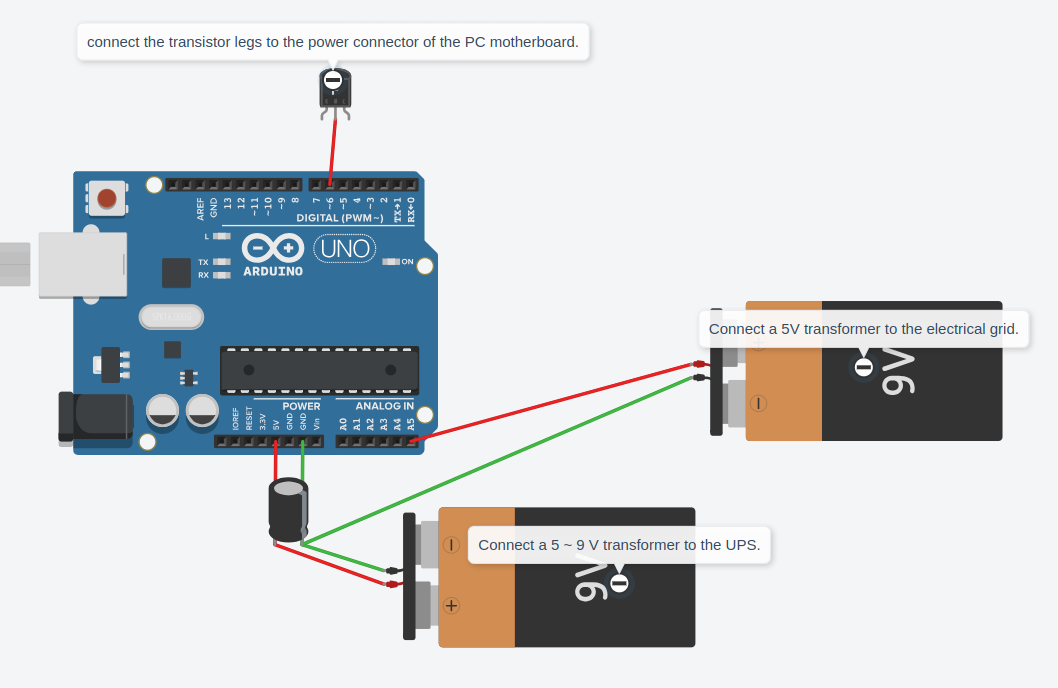 connect the transistor legs to the power connector of the PC motherboard.
AREF
GND
13
12
~11
~10
~9
8
7
~6
~5
4
~3
2
TX→1
RX←0
DIGITAL (PWM~)
L
TX
RX
ARDUINO
UNO
ON
Connect a 5V transformer to the electrical grid.
9V
POWER
ANALOG IN
IOREF
RESET
3.3V
5V
GND
GND
Vin
A0
A1
A2
A3
A4
A5
Connect a 5 ~ 9 V transformer to the UPS.
9V